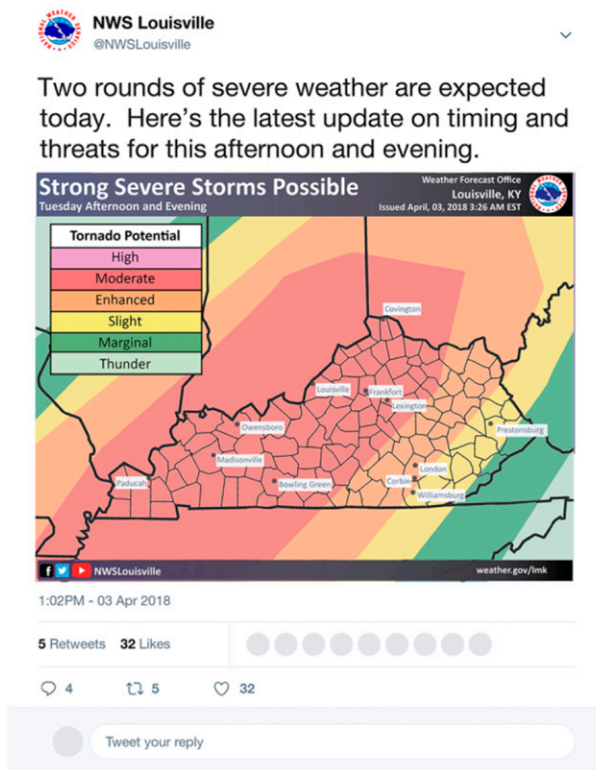 NWS Louisville
@NWSLouisville
Two rounds of severe weather are expected
today.  Here's the latest update on timing and
threats for this afternoon and evening.
Strong Severe Storms Possible
Tuesday Afternoon and Evening
Weather Forecast Office
Louisville, KY
Issued April, 03, 2018 3:26 AM EST
Tornado Potential
High
Moderate
Enhanced
Slight
Marginal
Thunder
Covington
Louisville
Frankfort
Lexington
Owensboro
Prestonsburg
Madisonville
London
Paducah
Bowling Green
Corbin
Williamsburg
NWSLouisville
weather.gov/lmk
1:02PM - 03 Apr 2018
5 Retweets 32 Likes
4 5 32
Tweet your reply